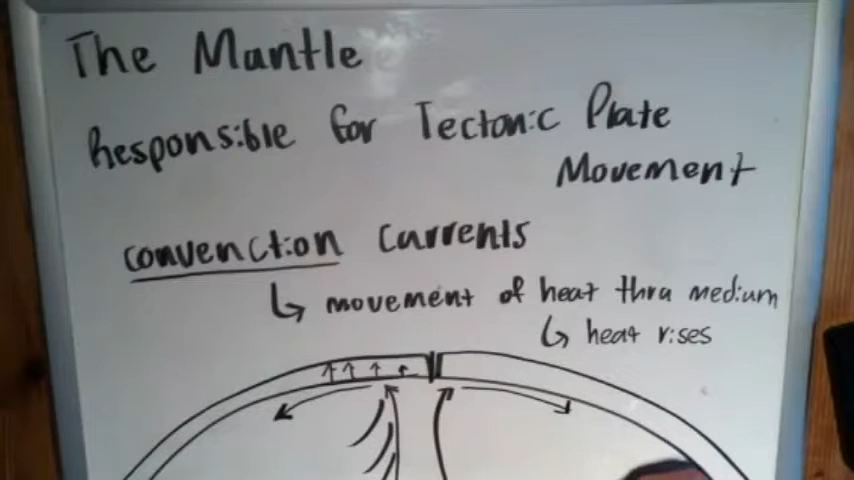 The Mantle
Responsible for Tectonic Plate
Movement
convenction currents
↳ movement of heat thru medium
↳ heat rises